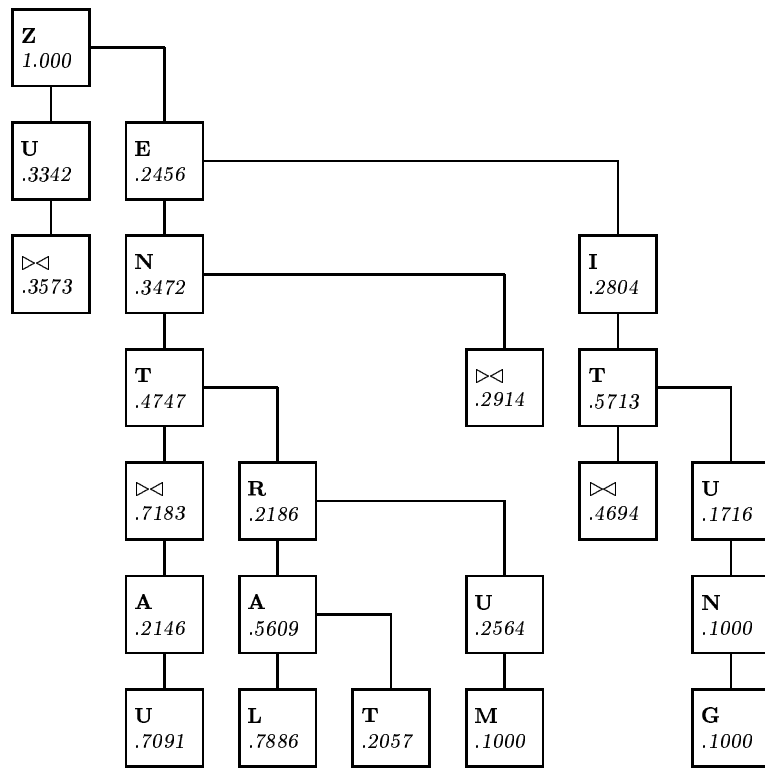 Z
1.000
U
.3342
E
.2456
⋈
.3573
N
.3472
I
.2804
T
.4747
⋈
.2914
T
.5713
⋈
.7183
R
.2186
⋈
.4694
U
.1716
A
.2146
A
.5609
U
.2564
N
.1000
U
.7091
L
.7886
T
.2057
M
.1000
G
.1000